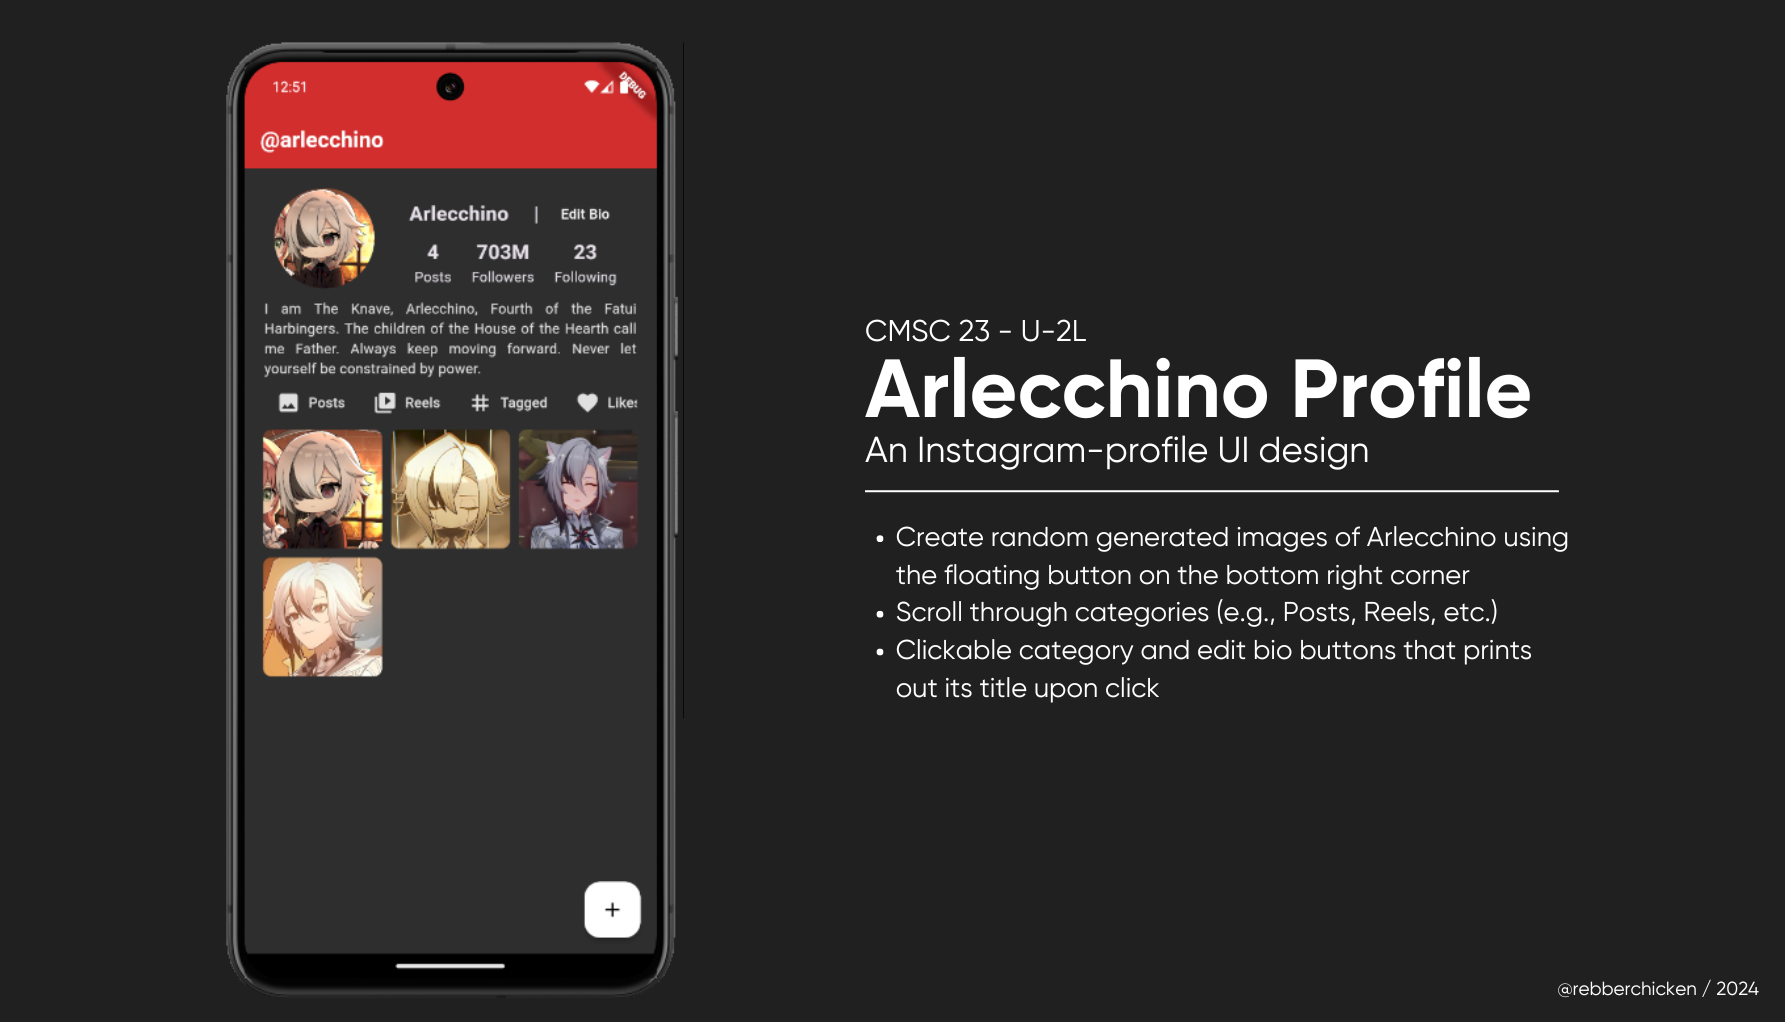 12:51
DEBUG
@arlecchino
Arlecchino | Edit Bio
4 703M 23
Posts Followers Following
I am The Knave, Arlecchino, Fourth of the Fatui
Harbingers. The children of the House of the Hearth call
me Father. Always keep moving forward. Never let
yourself be constrained by power.
Posts Reels Tagged Likes
+
CMSC 23 - U-2L
Arlecchino Profile
An Instagram-profile UI design
• Create random generated images of Arlecchino using
the floating button on the bottom right corner
• Scroll through categories (e.g., Posts, Reels, etc.)
• Clickable category and edit bio buttons that prints
out its title upon click
@rebberchicken / 2024